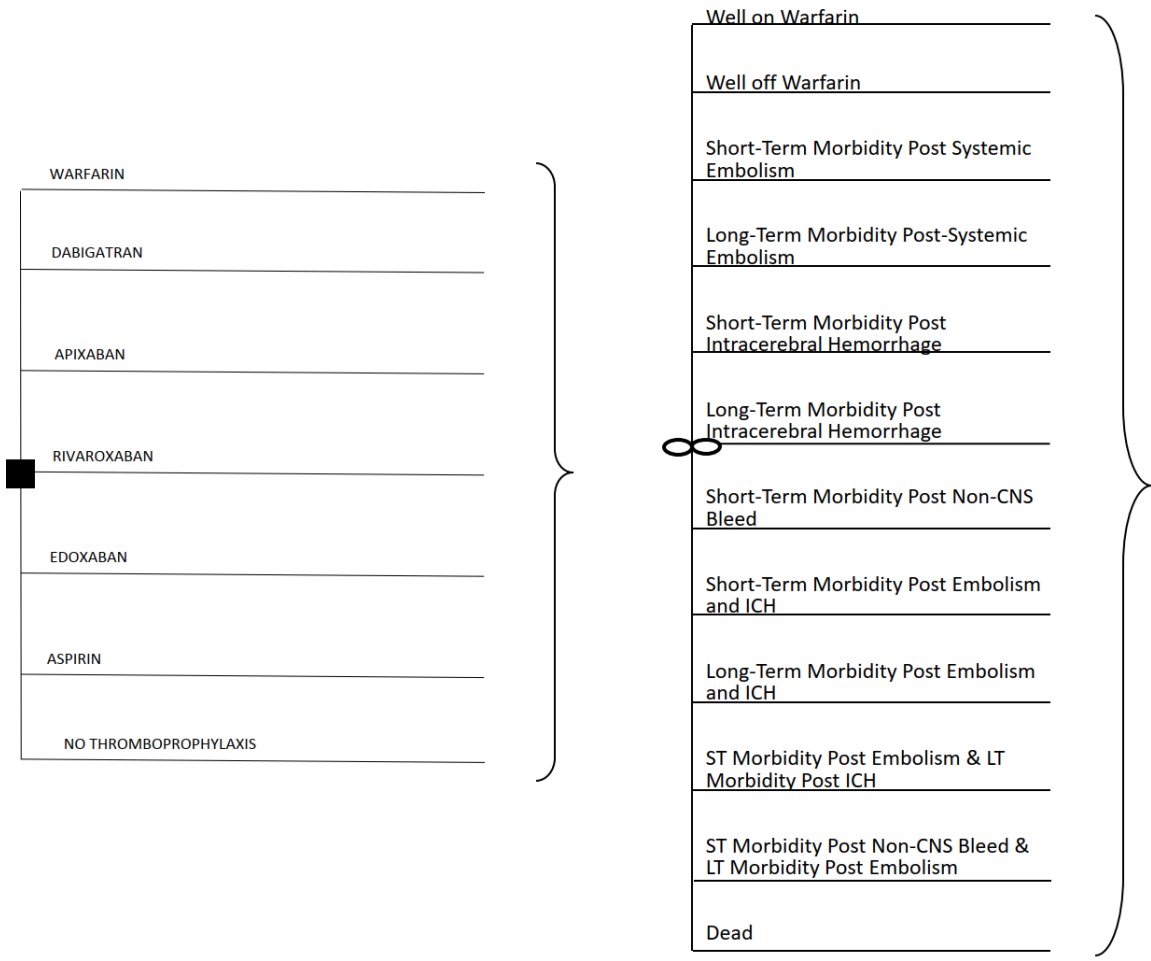 WARFARIN
DABIGATRAN
APIXABAN
RIVAROXABAN
EDOXABAN
ASPIRIN
NO THROMBOPROPHYLAXIS
Well on Warfarin
Well off Warfarin
Short-Term Morbidity Post Systemic
Embolism
Long-Term Morbidity Post-Systemic
Embolism
Short-Term Morbidity Post
Intracerebral Hemorrhage
Long-Term Morbidity Post
Intracerebral Hemorrhage
Short-Term Morbidity Post Non-CNS
Bleed
Short-Term Morbidity Post Embolism
and ICH
Long-Term Morbidity Post Embolism
and ICH
ST Morbidity Post Embolism & LT
Morbidity Post ICH
ST Morbidity Post Non-CNS Bleed &
LT Morbidity Post Embolism
Dead